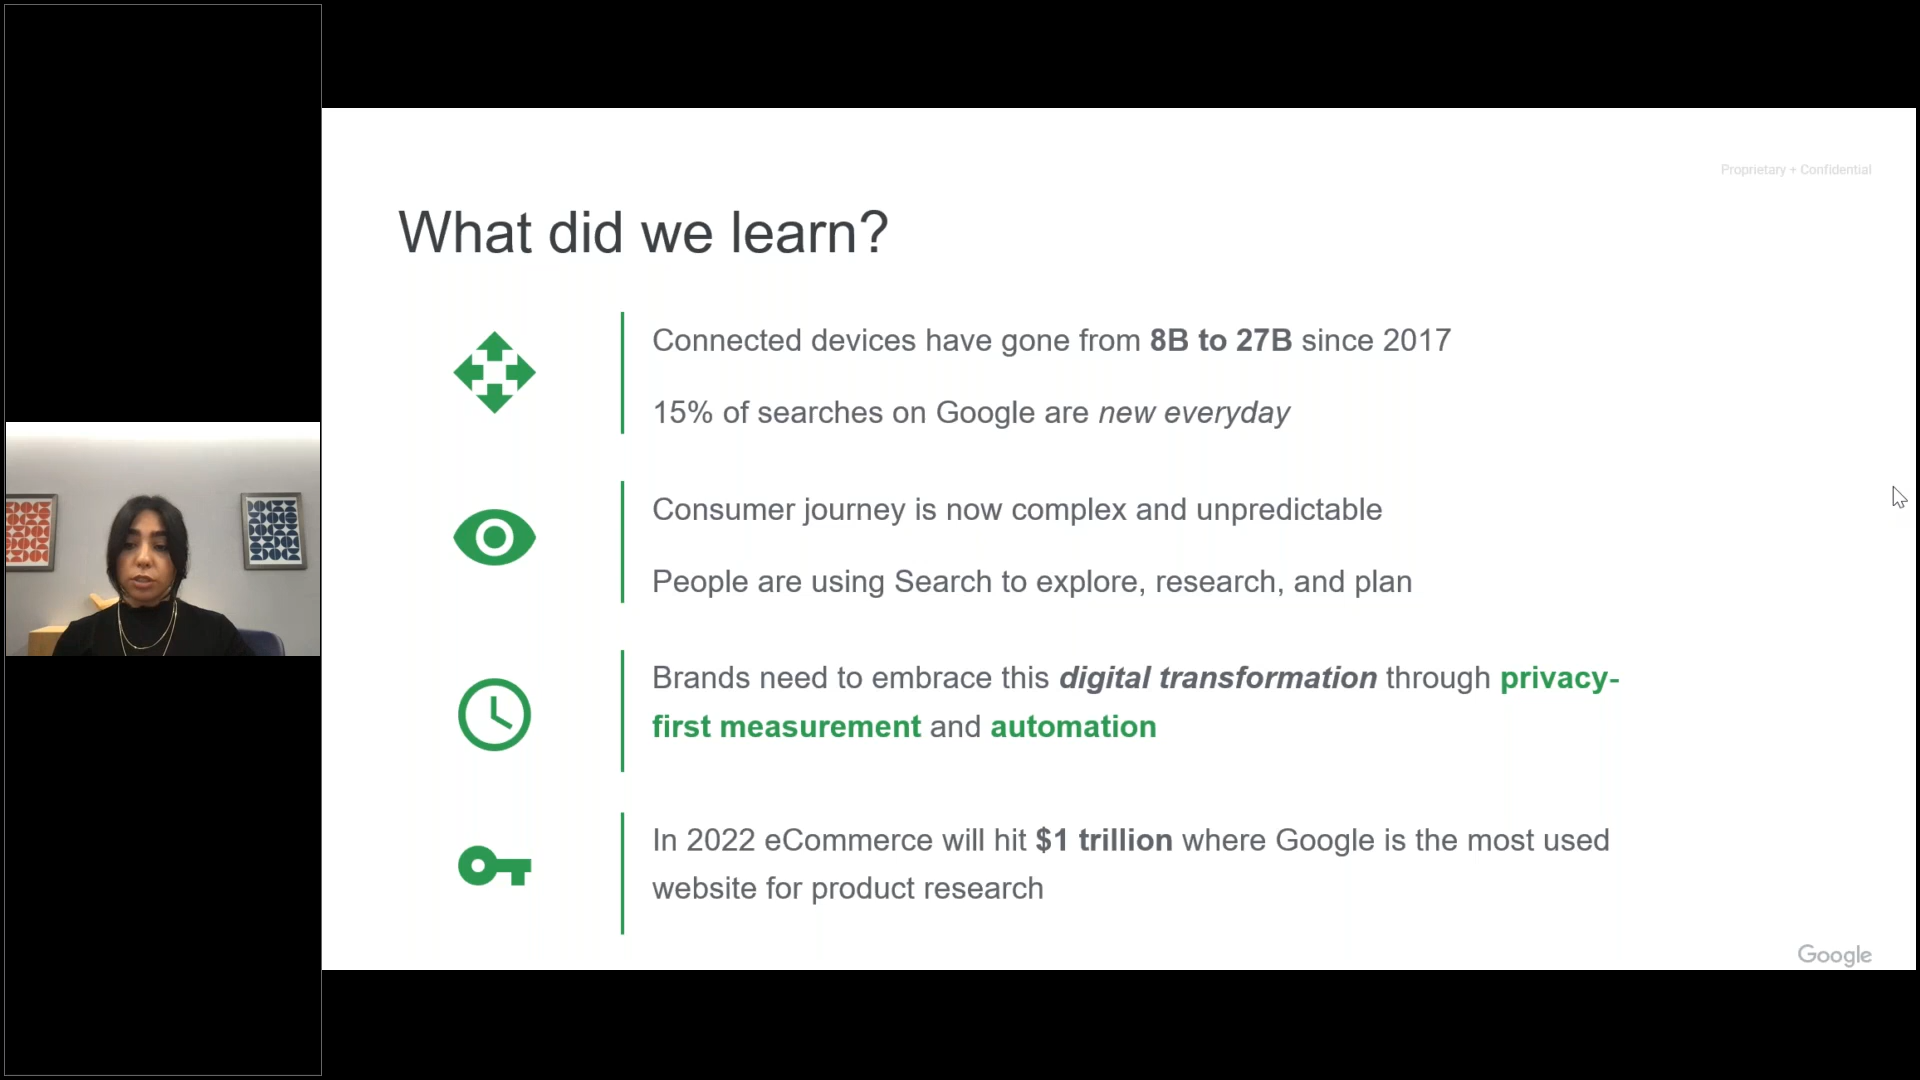 Proprietary + Confidential
What did we learn?
Connected devices have gone from 8B to 27B since 2017
15% of searches on Google are new everyday
Consumer journey is now complex and unpredictable
People are using Search to explore, research, and plan
Brands need to embrace this digital transformation through privacy-
first measurement and automation
In 2022 eCommerce will hit $1 trillion where Google is the most used
website for product research
Google